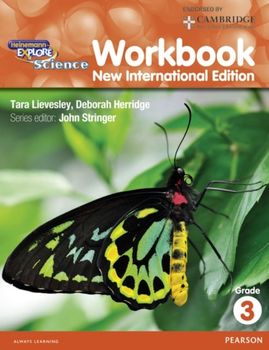 ENDORSED BY
CAMBRIDGE
Heinemann
EXPLORE
Science
Workbook
New International Edition
Tara Lievesley, Deborah Herridge
Series editor: John Stringer
Grade
3
ALWAYS LEARNING
PEARSON